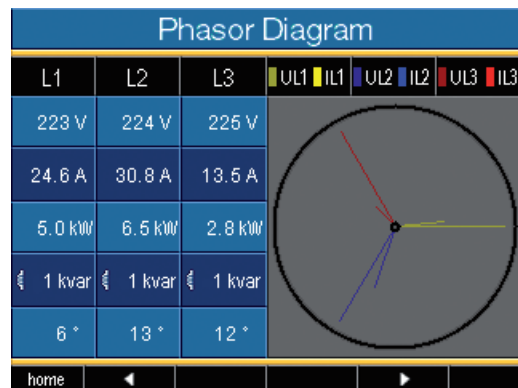 Phasor Diagram
L1 L2 L3 UL1 IL1 UL2 IL2 UL3 IL3
223 V 224 V 225 V
24.6 A 30.8 A 13.5 A
5.0 kW 6.5 kW 2.8 kW
1 kvar 1 kvar 1 kvar
6 ° 13 ° 12 °
home